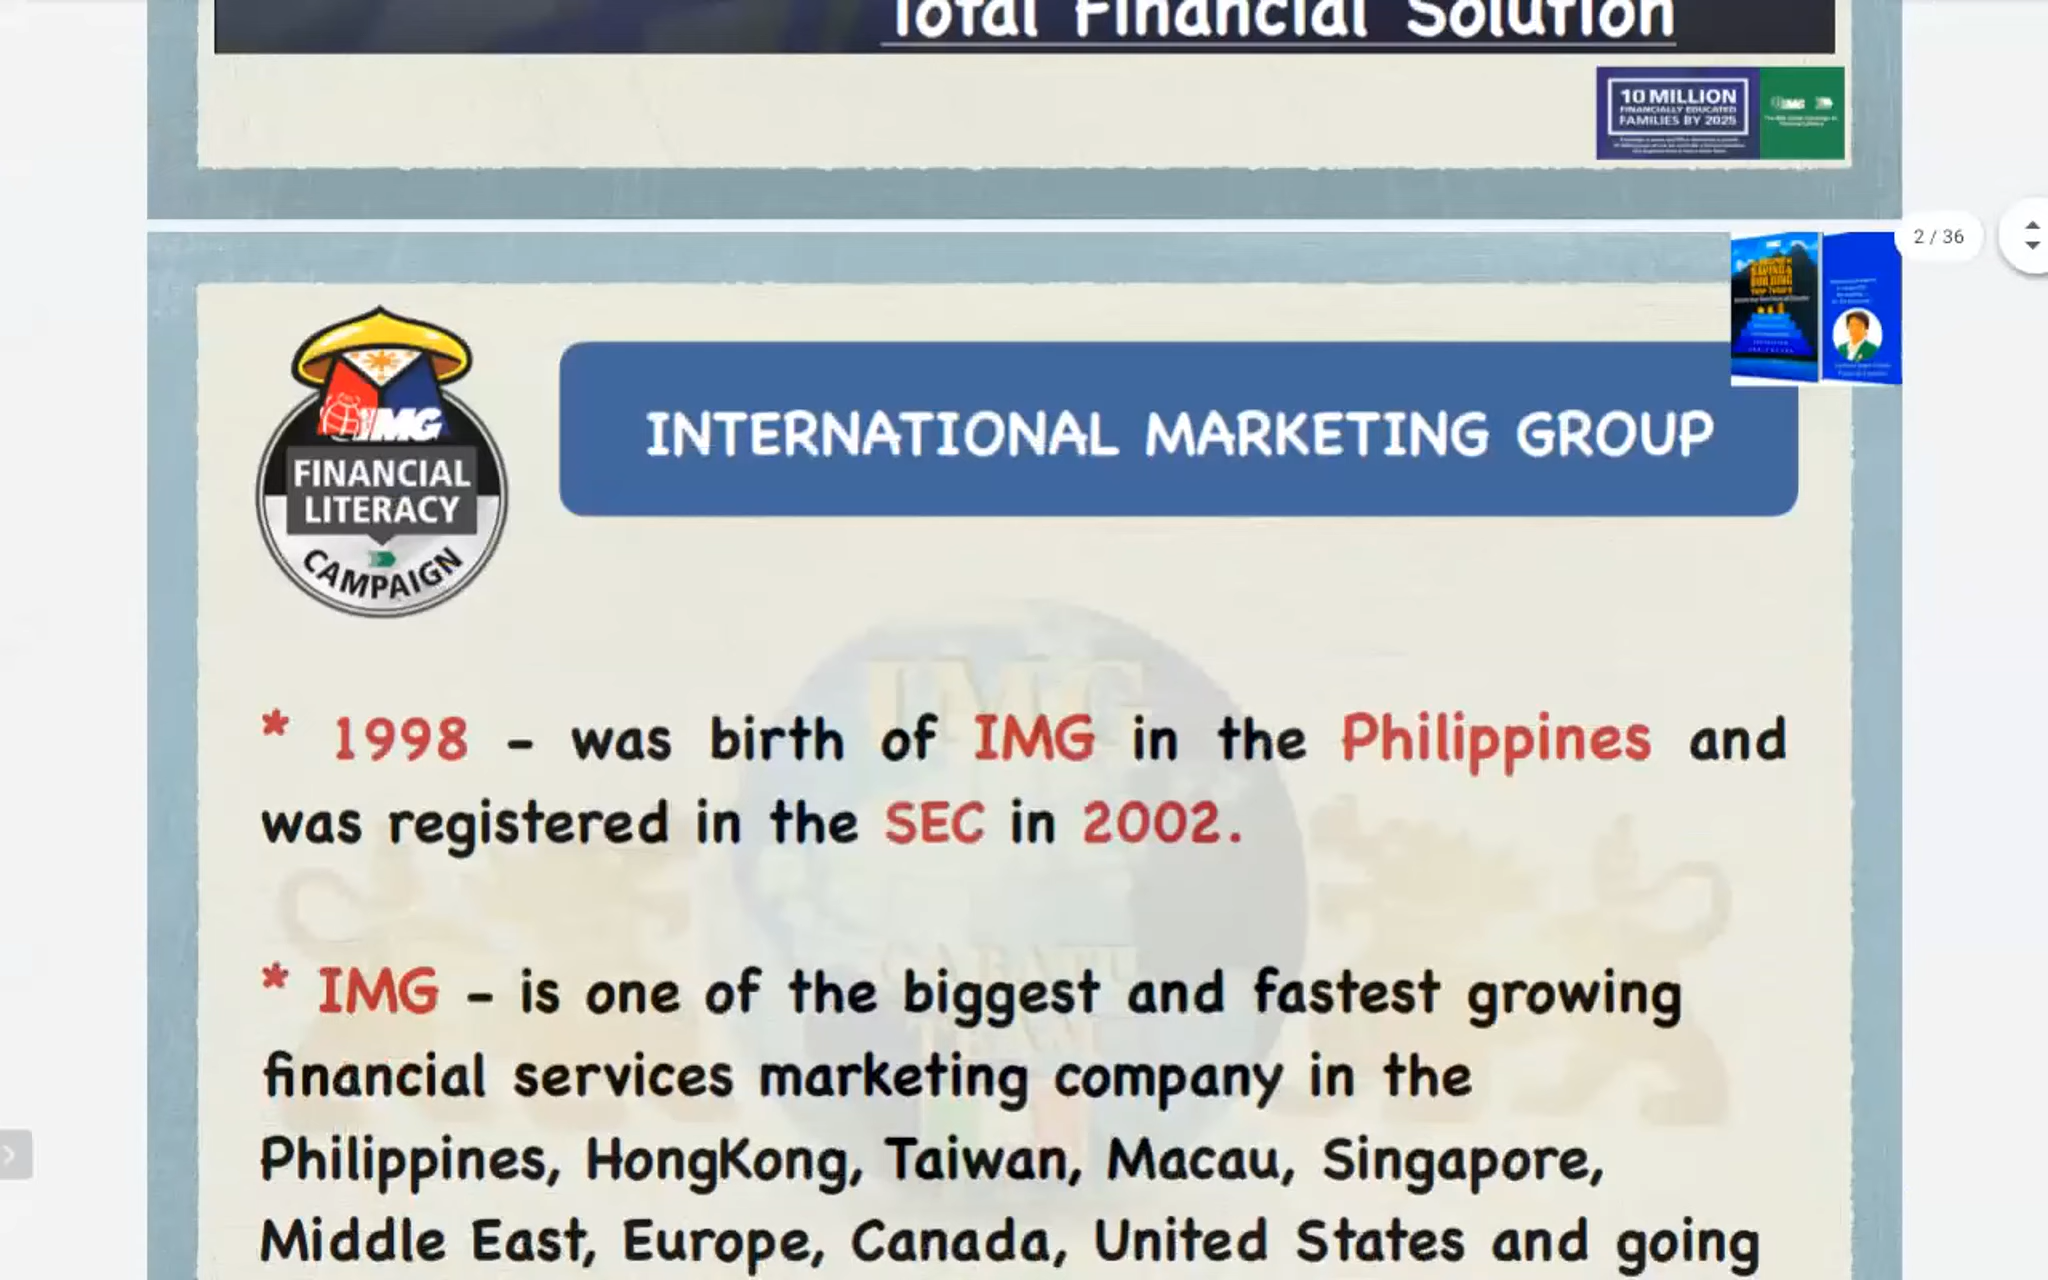 Total Financial Solution
10 MILLION
FINANCIALLY EDUCATED
FAMILIES BY 2025
IMG
2 / 36
INTERNATIONAL MARKETING GROUP
IMG
FINANCIAL
LITERACY
CAMPAIGN
* 1998 - was birth of IMG in the Philippines and
was registered in the SEC in 2002.
* IMG - is one of the biggest and fastest growing
financial services marketing company in the
Philippines, HongKong, Taiwan, Macau, Singapore,
Middle East, Europe, Canada, United States and going